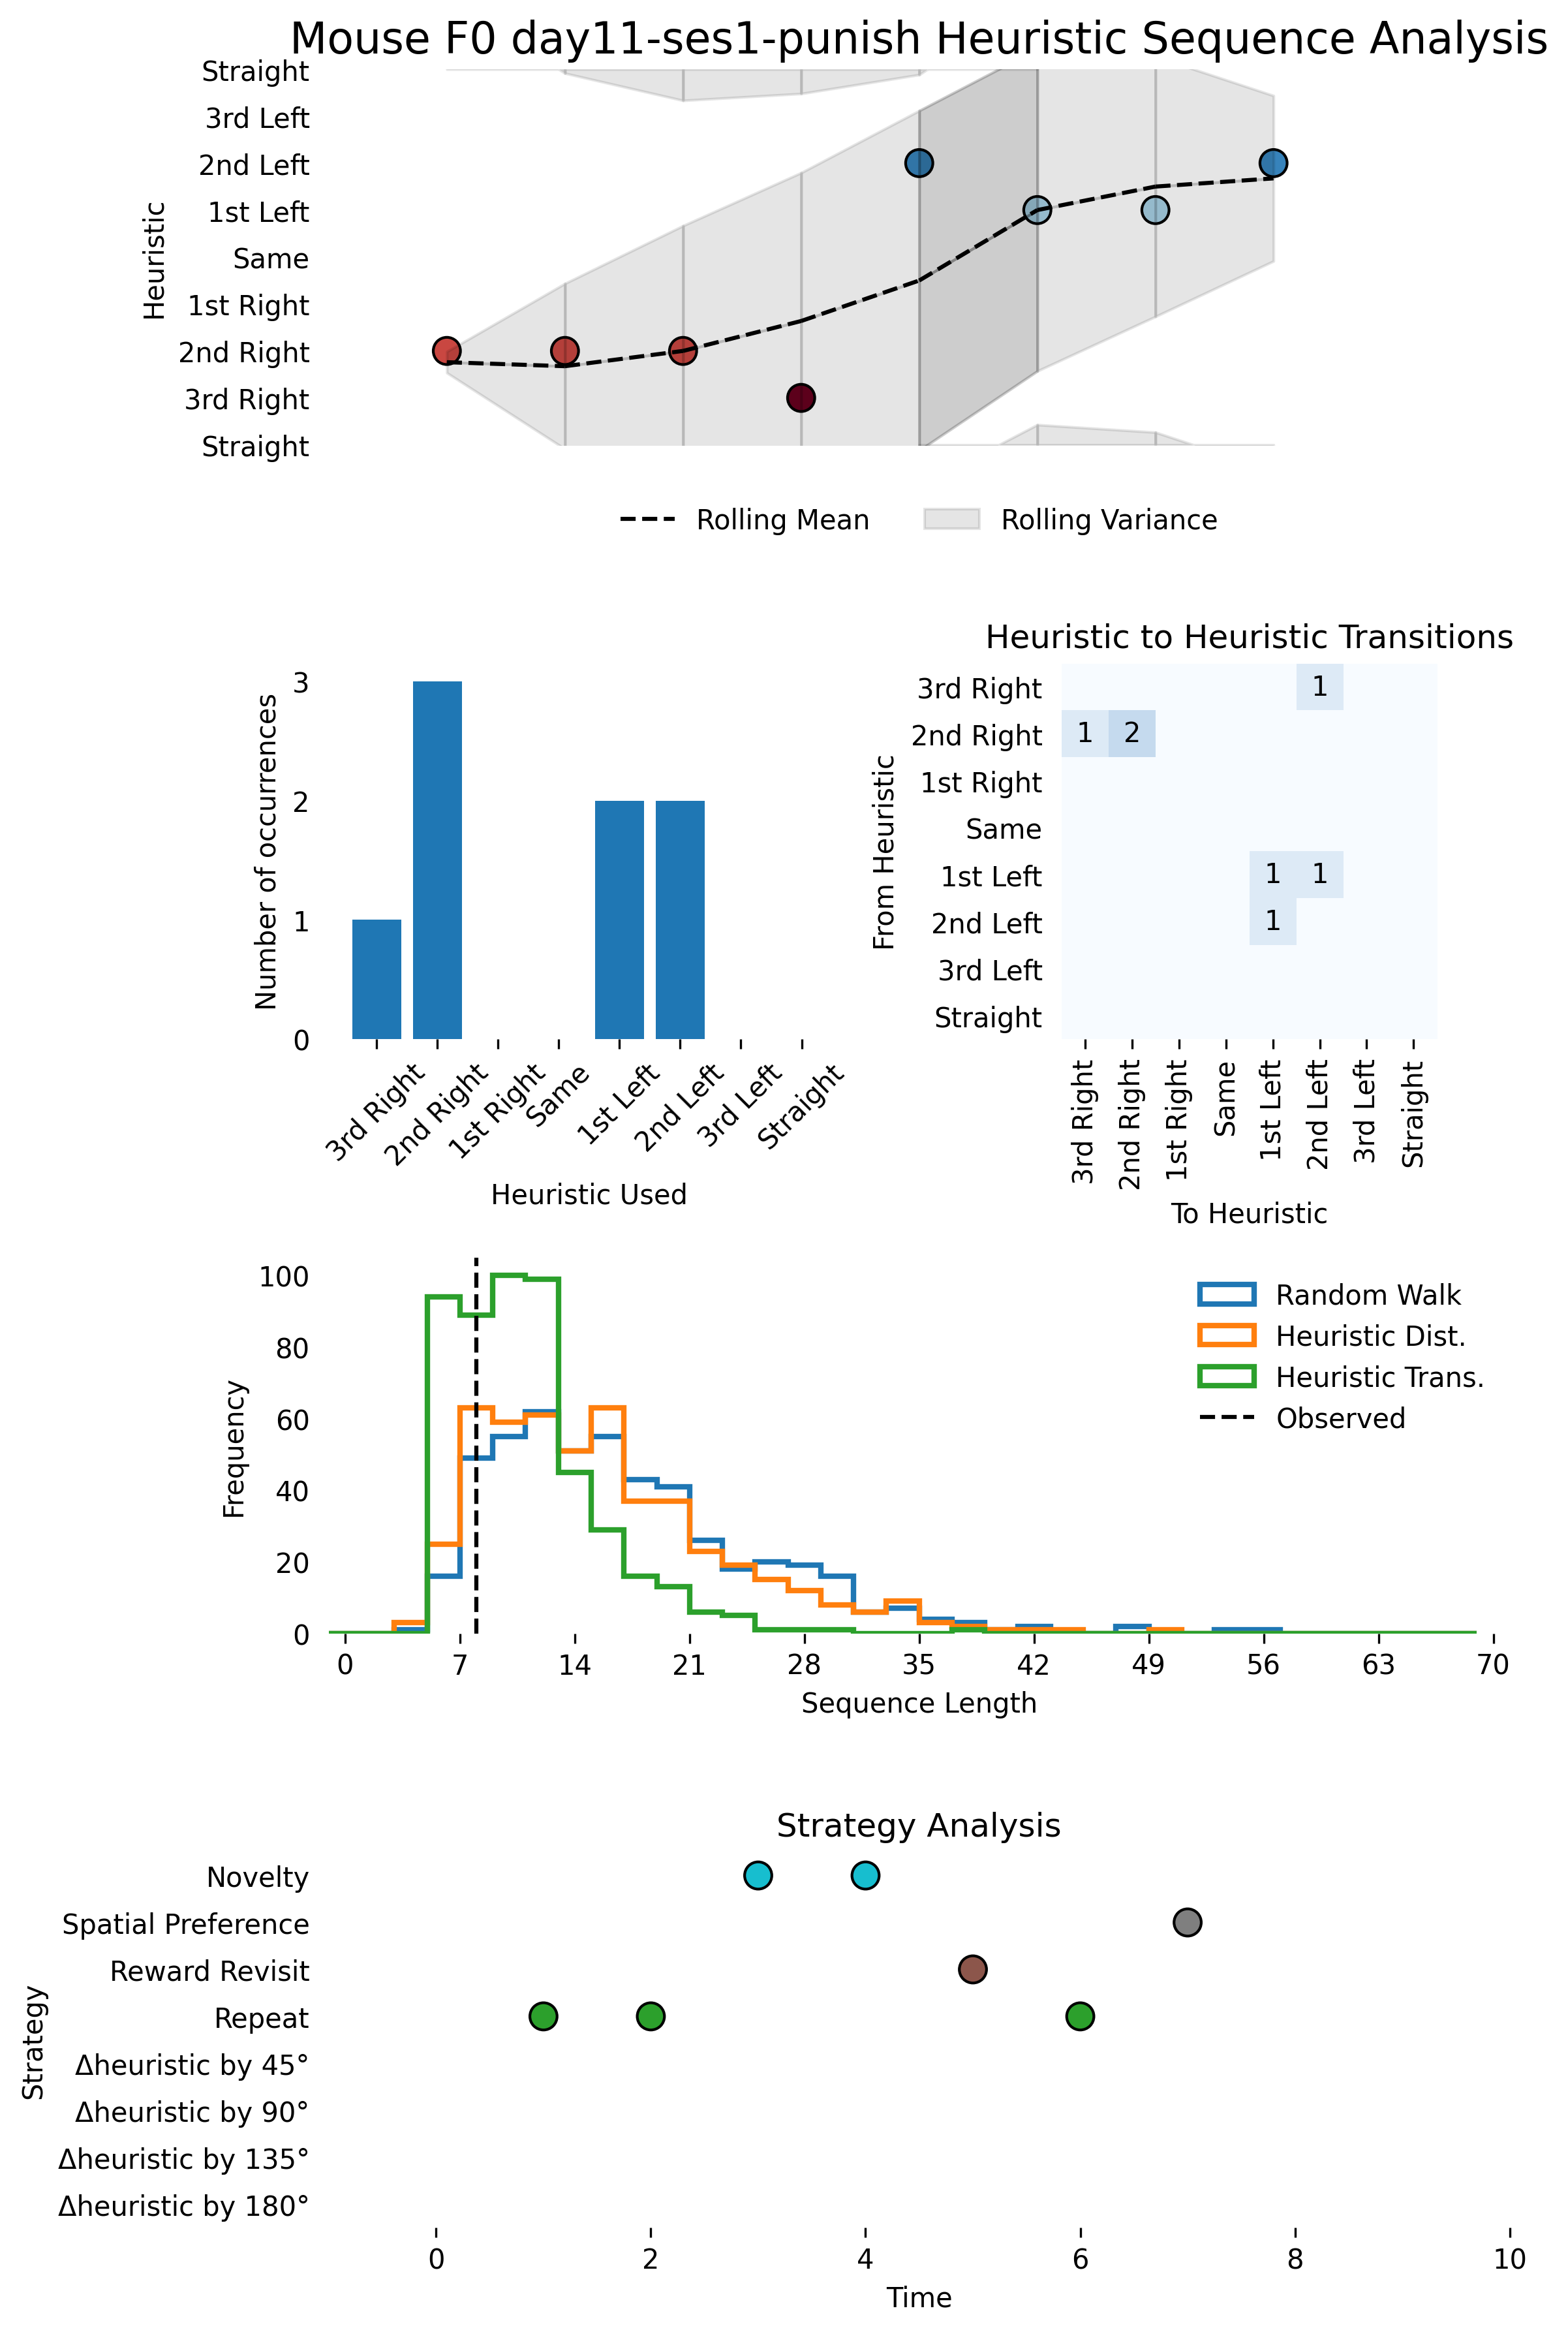 Mouse F0 day11-ses1-punish Heuristic Sequence Analysis
Heuristic
Straight
3rd Left
2nd Left
1st Left
Same
1st Right
2nd Right
3rd Right
Straight
Rolling Mean
Rolling Variance
Number of occurrences
3
2
1
0
3rd Right
2nd Right
1st Right
Same
1st Left
2nd Left
3rd Left
Straight
Heuristic Used
Heuristic to Heuristic Transitions
From Heuristic
3rd Right 1
2nd Right 1 2
1st Right
Same
1st Left 1 1
2nd Left 1
3rd Left
Straight
3rd Right
2nd Right
1st Right
Same
1st Left
2nd Left
3rd Left
Straight
To Heuristic
Frequency
100
80
60
40
20
0
0 7 14 21 28 35 42 49 56 63 70
Sequence Length
Random Walk
Heuristic Dist.
Heuristic Trans.
Observed
Strategy Analysis
Strategy
Novelty
Spatial Preference
Reward Revisit
Repeat
Δheuristic by 45°
Δheuristic by 90°
Δheuristic by 135°
Δheuristic by 180°
0 2 4 6 8 10
Time